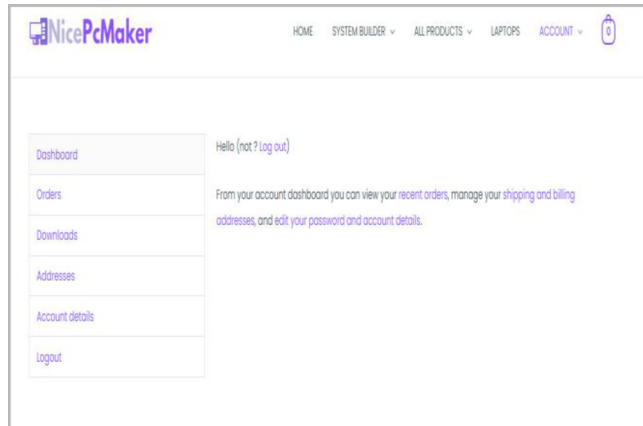 NicePcMaker
HOME SYSTEM BUILDER ALL PRODUCTS LAPTOPS ACCOUNT 0
Dashboard
Orders
Downloads
Addresses
Account details
Logout
Hello (not ? Log out)
From your account dashboard you can view your recent orders, manage your shipping and billing
addresses, and edit your password and account details.